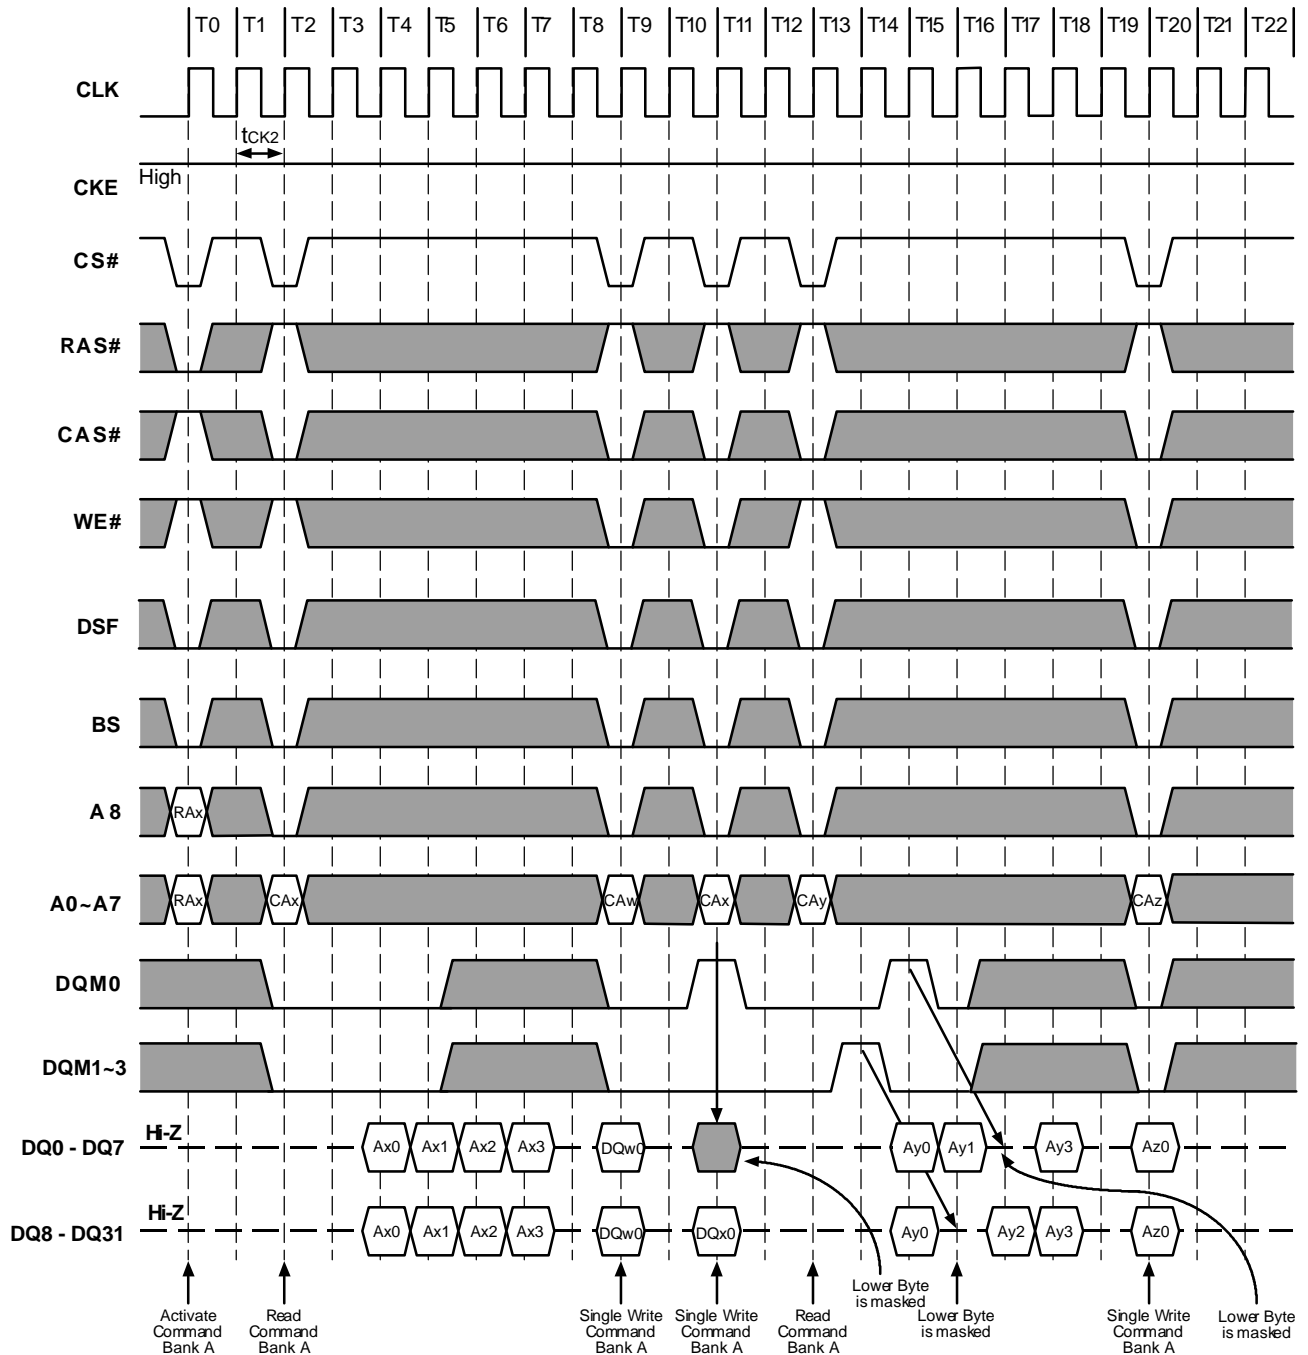 T0 T1 T2 T3 T4 T5 T6 T7 T8 T9 T10 T11 T12 T13 T14 T15 T16 T17 T18 T19 T20 T21 T22
CLK
tCK2
High
CKE
CS#
RAS#
CAS#
WE#
DSF
BS
A8
RAx
A0~A7
RAx CAx CAw CAx CAy CAz
DQM0
DQM1~3
Hi-Z
DQ0 - DQ7
Ax0 Ax1 Ax2 Ax3 DQw0 Ay0 Ay1 Ay3 Az0
Hi-Z
DQ8 - DQ31
Ax0 Ax1 Ax2 Ax3 DQw0 DQx0 Ay0 Ay2 Ay3 Az0
Activate
Command
Bank A
Read
Command
Bank A
Single Write
Command
Bank A
Single Write
Command
Bank A
Read
Command
Bank A
Lower Byte
is masked
Lower Byte
is masked
Single Write
Command
Bank A
Lower Byte
is masked